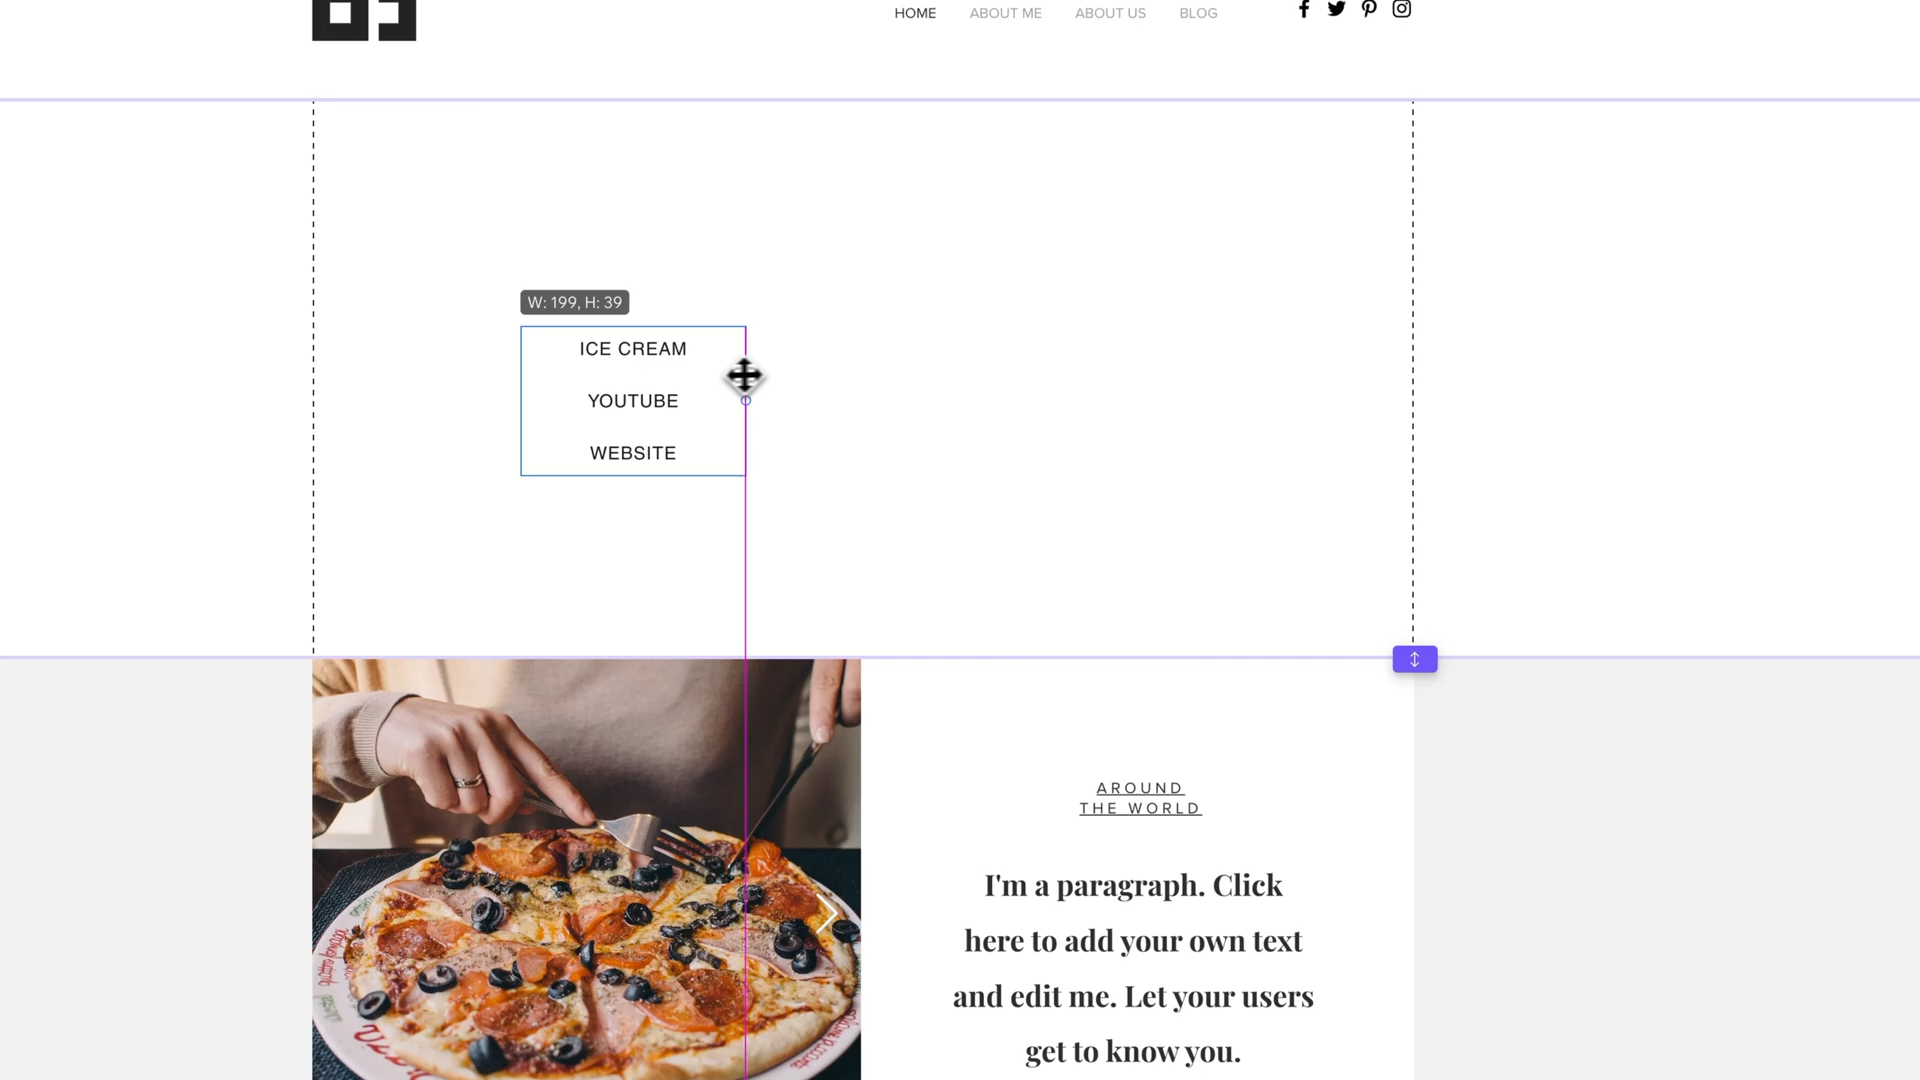 HOME ABOUT ME ABOUT US BLOG
W: 199, H: 39
ICE CREAM
YOUTUBE
WEBSITE
AROUND
THE WORLD
I'm a paragraph. Click
here to add your own text
and edit me. Let your users
get to know you.